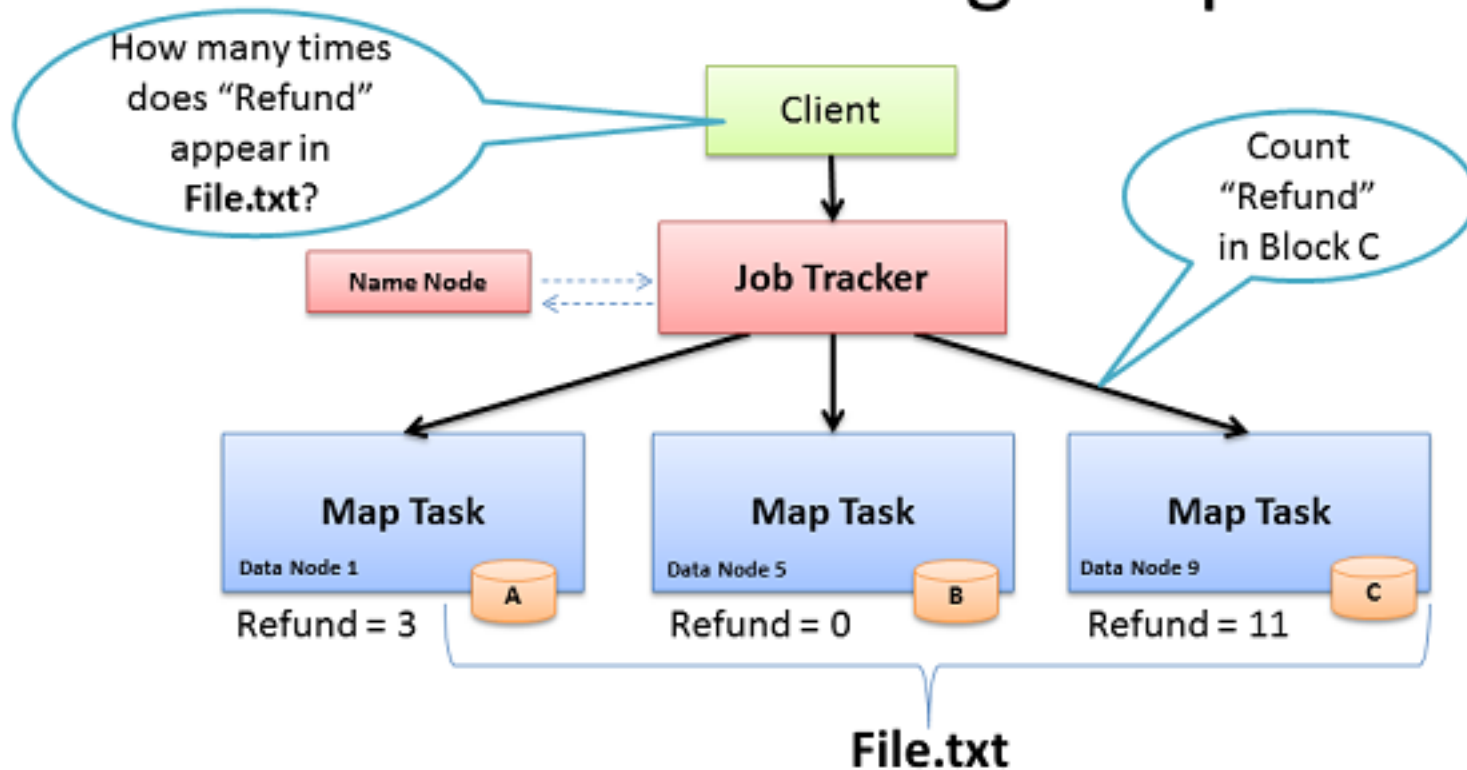 How many times
does “Refund”
appear in
File.txt?
Client
Count
“Refund”
in Block C
Name Node
Job Tracker
Map Task
Data Node 1
A
Refund = 3
Map Task
Data Node 5
B
Refund = 0
Map Task
Data Node 9
C
Refund = 11
File.txt